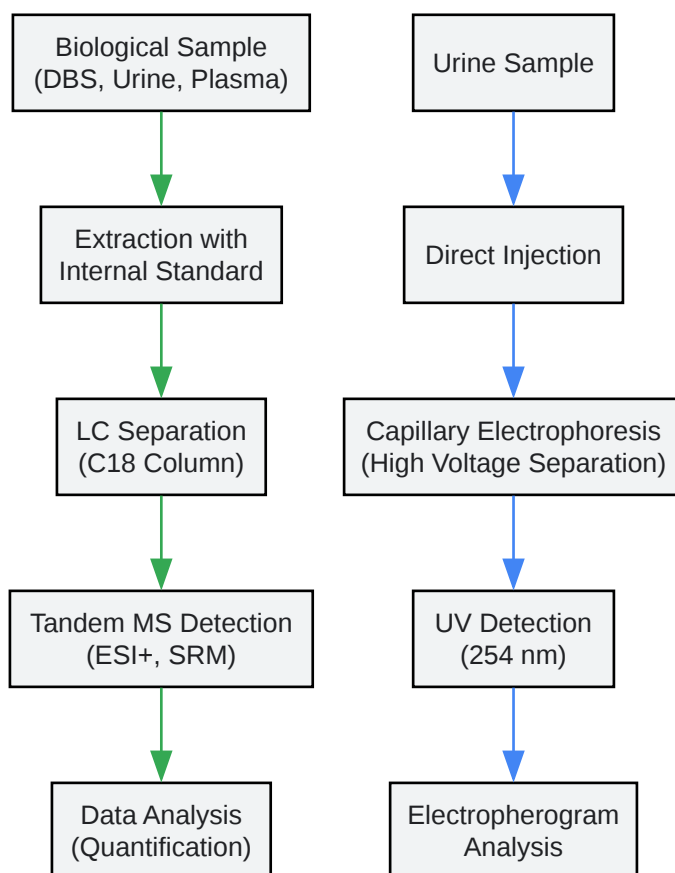 Biological Sample
(DBS, Urine, Plasma)
Extraction with
Internal Standard
LC Separation
(C18 Column)
Tandem MS Detection
(ESI+, SRM)
Data Analysis
(Quantification)
Urine Sample
Direct Injection
Capillary Electrophoresis
(High Voltage Separation)
UV Detection
(254 nm)
Electropherogram
Analysis